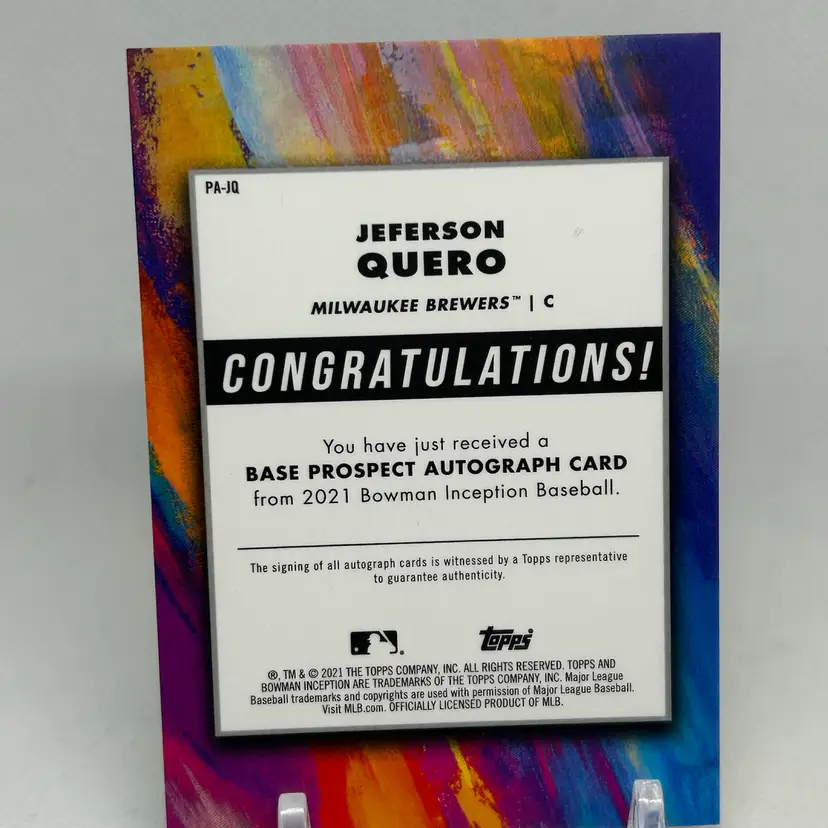 PA-JQ
JEFERSON
QUERO
MILWAUKEE BREWERS™ | C
CONGRATULATIONS!
You have just received a
BASE PROSPECT AUTOGRAPH CARD
from 2021 Bowman Inception Baseball.
The signing of all autograph cards is witnessed by a Topps representative
to guarantee authenticity.
topps
®, TM & © 2021 THE TOPPS COMPANY, INC. ALL RIGHTS RESERVED. TOPPS AND
BOWMAN INCEPTION ARE TRADEMARKS OF THE TOPPS COMPANY, INC. Major League
Baseball trademarks and copyrights are used with permission of Major League Baseball.
Visit MLB.com. OFFICIALLY LICENSED PRODUCT OF MLB.